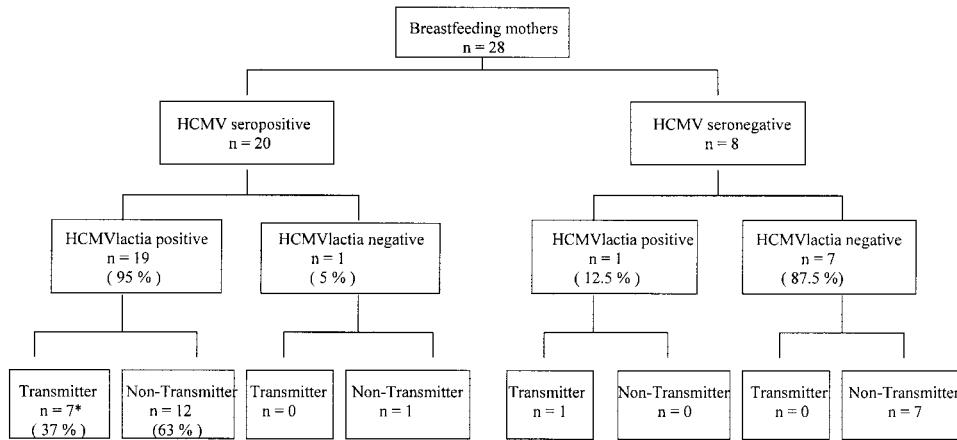 Breastfeeding mothers
n = 28
HCMV seropositive
n = 20
HCMV seronegative
n = 8
HCMVlactia positive
n = 19
( 95 % )
HCMVlactia negative
n = 1
( 5 % )
HCMVlactia positive
n = 1
( 12.5 % )
HCMVlactia negative
n = 7
( 87.5 %)
Transmitter
n = 7*
( 37 % )
Non-Transmitter
n = 12
(63 % )
Transmitter
n = 0
Non-Transmitter
n = 1
Transmitter
n = 1
Non-Transmitter
n = 0
Transmitter
n = 0
Non-Transmitter
n = 7